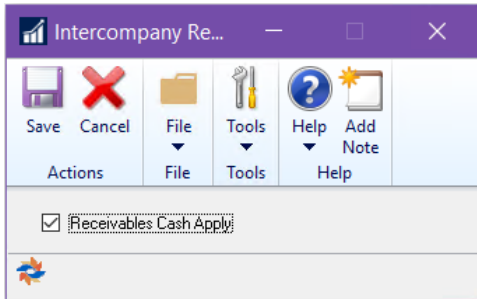 Intercompany Re...
Save Cancel File Tools Help Add Note
Actions File Tools Help
Receivables Cash Apply